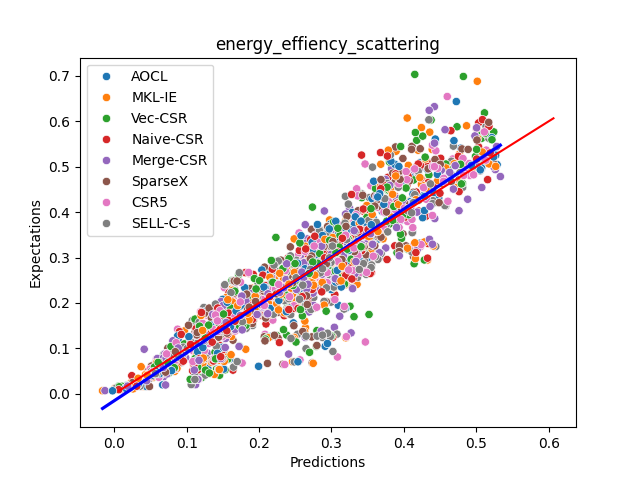 energy_effiency_scattering
AOCL
MKL-IE
Vec-CSR
Naive-CSR
Merge-CSR
SparseX
CSR5
SELL-C-s
0.7
0.6
0.5
0.4
0.3
0.2
0.1
0.0
Expectations
0.0 0.1 0.2 0.3 0.4 0.5 0.6
Predictions